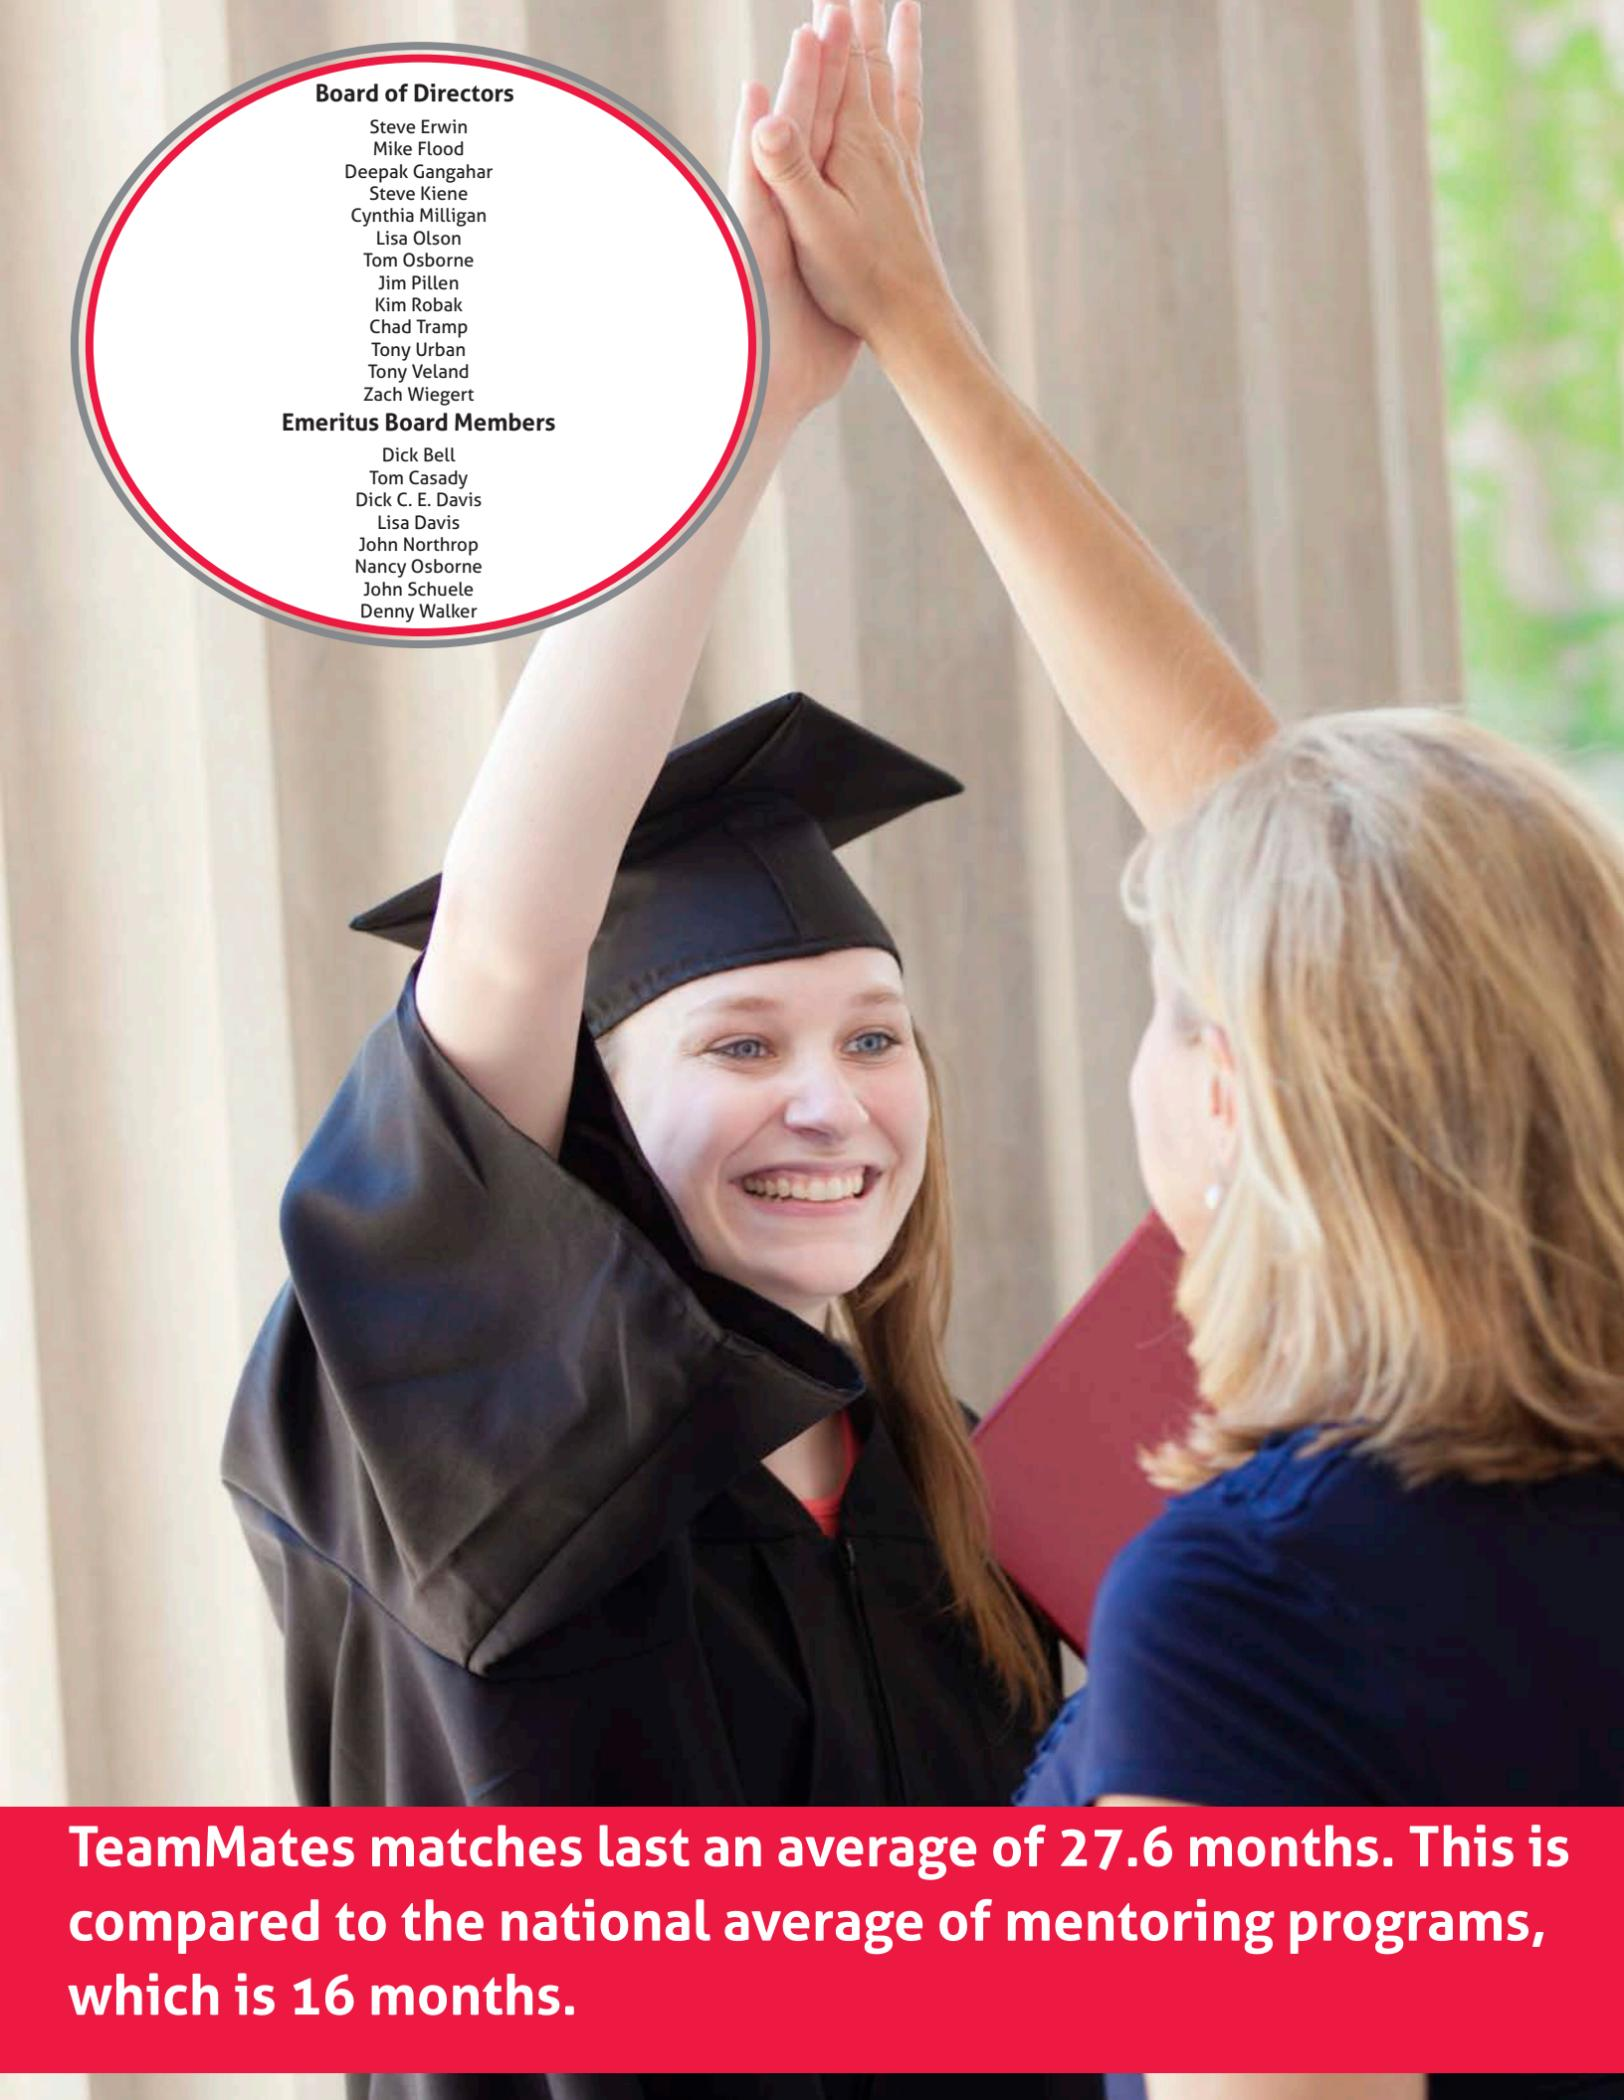 Board of Directors
Steve Erwin
Mike Flood
Deepak Gangahar
Steve Kiene
Cynthia Milligan
Lisa Olson
Tom Osborne
Jim Pillen
Kim Robak
Chad Tramp
Tony Urban
Tony Veland
Zach Wiegert
Emeritus Board Members
Dick Bell
Tom Casady
Dick C. E. Davis
Lisa Davis
John Northrop
Nancy Osborne
John Schuele
Denny Walker
TeamMates matches last an average of 27.6 months. This is
compared to the national average of mentoring programs,
which is 16 months.